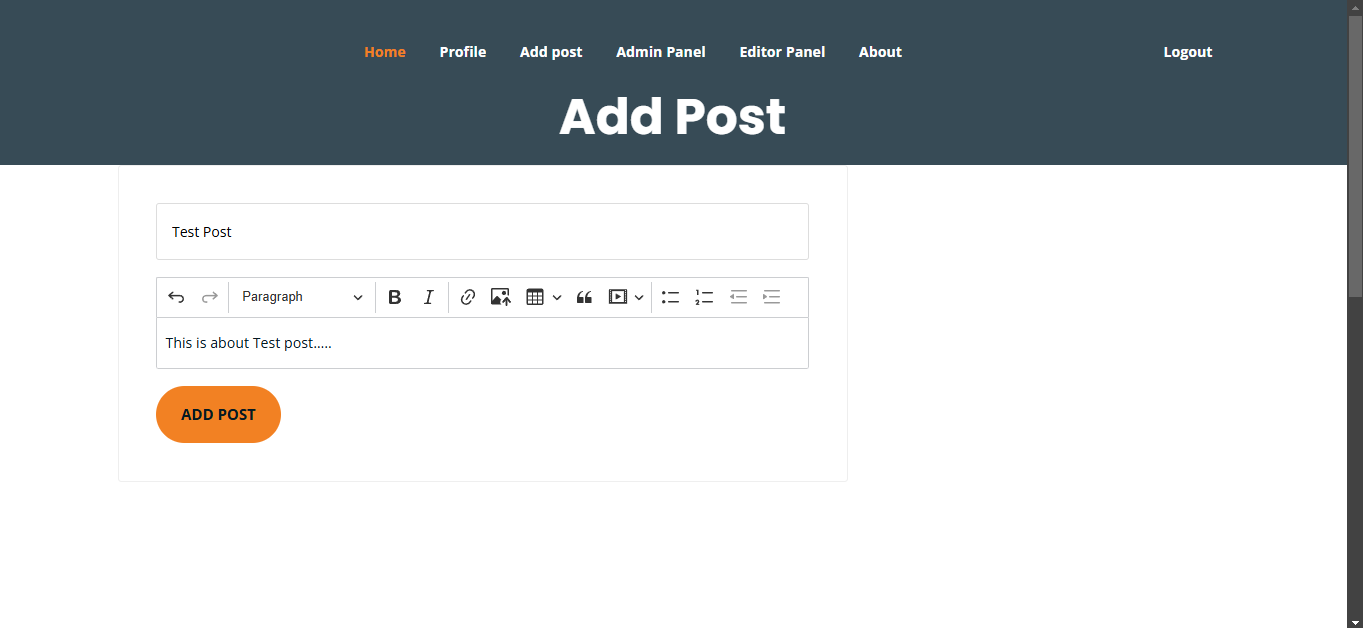 Home Profile Add post Admin Panel Editor Panel About Logout
Add Post
Test Post
Paragraph B I
This is about Test post.....
ADD POST